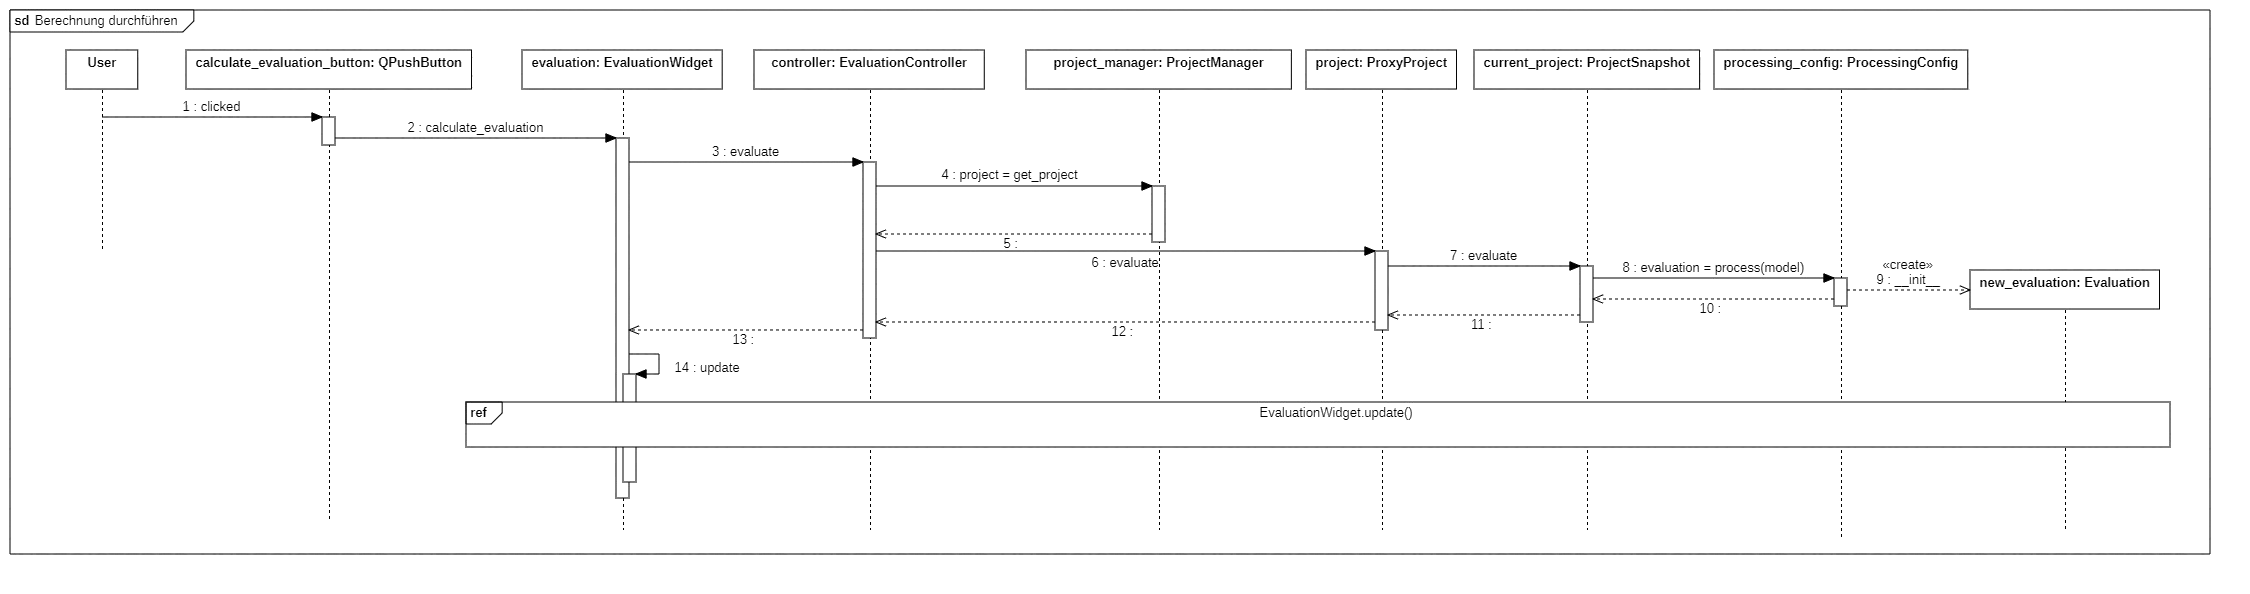 sd Berechnung durchführen
User
calculate_evaluation_button: QPushButton
evaluation: EvaluationWidget
controller: EvaluationController
project_manager: ProjectManager
project: ProxyProject
current_project: ProjectSnapshot
processing_config: ProcessingConfig
1 : clicked
2 : calculate_evaluation
3 : evaluate
4 : project = get_project
5 :
6 : evaluate
7 : evaluate
8 : evaluation = process(model)
«create»
9 : __init__
new_evaluation: Evaluation
10 :
11 :
12 :
13 :
14 : update
ref
EvaluationWidget.update()